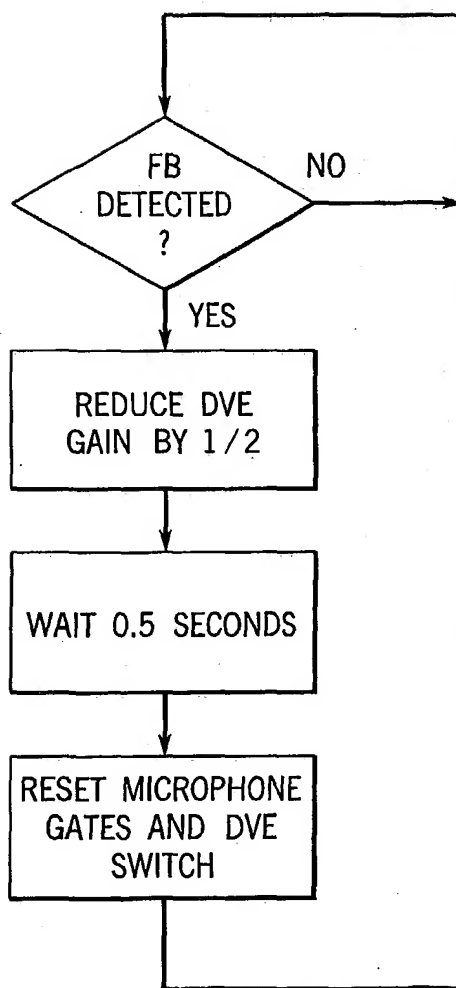 FB
DETECTED
?
NO
YES
REDUCE DVE
GAIN BY 1/2
WAIT 0.5 SECONDS
RESET MICROPHONE
GATES AND DVE
SWITCH